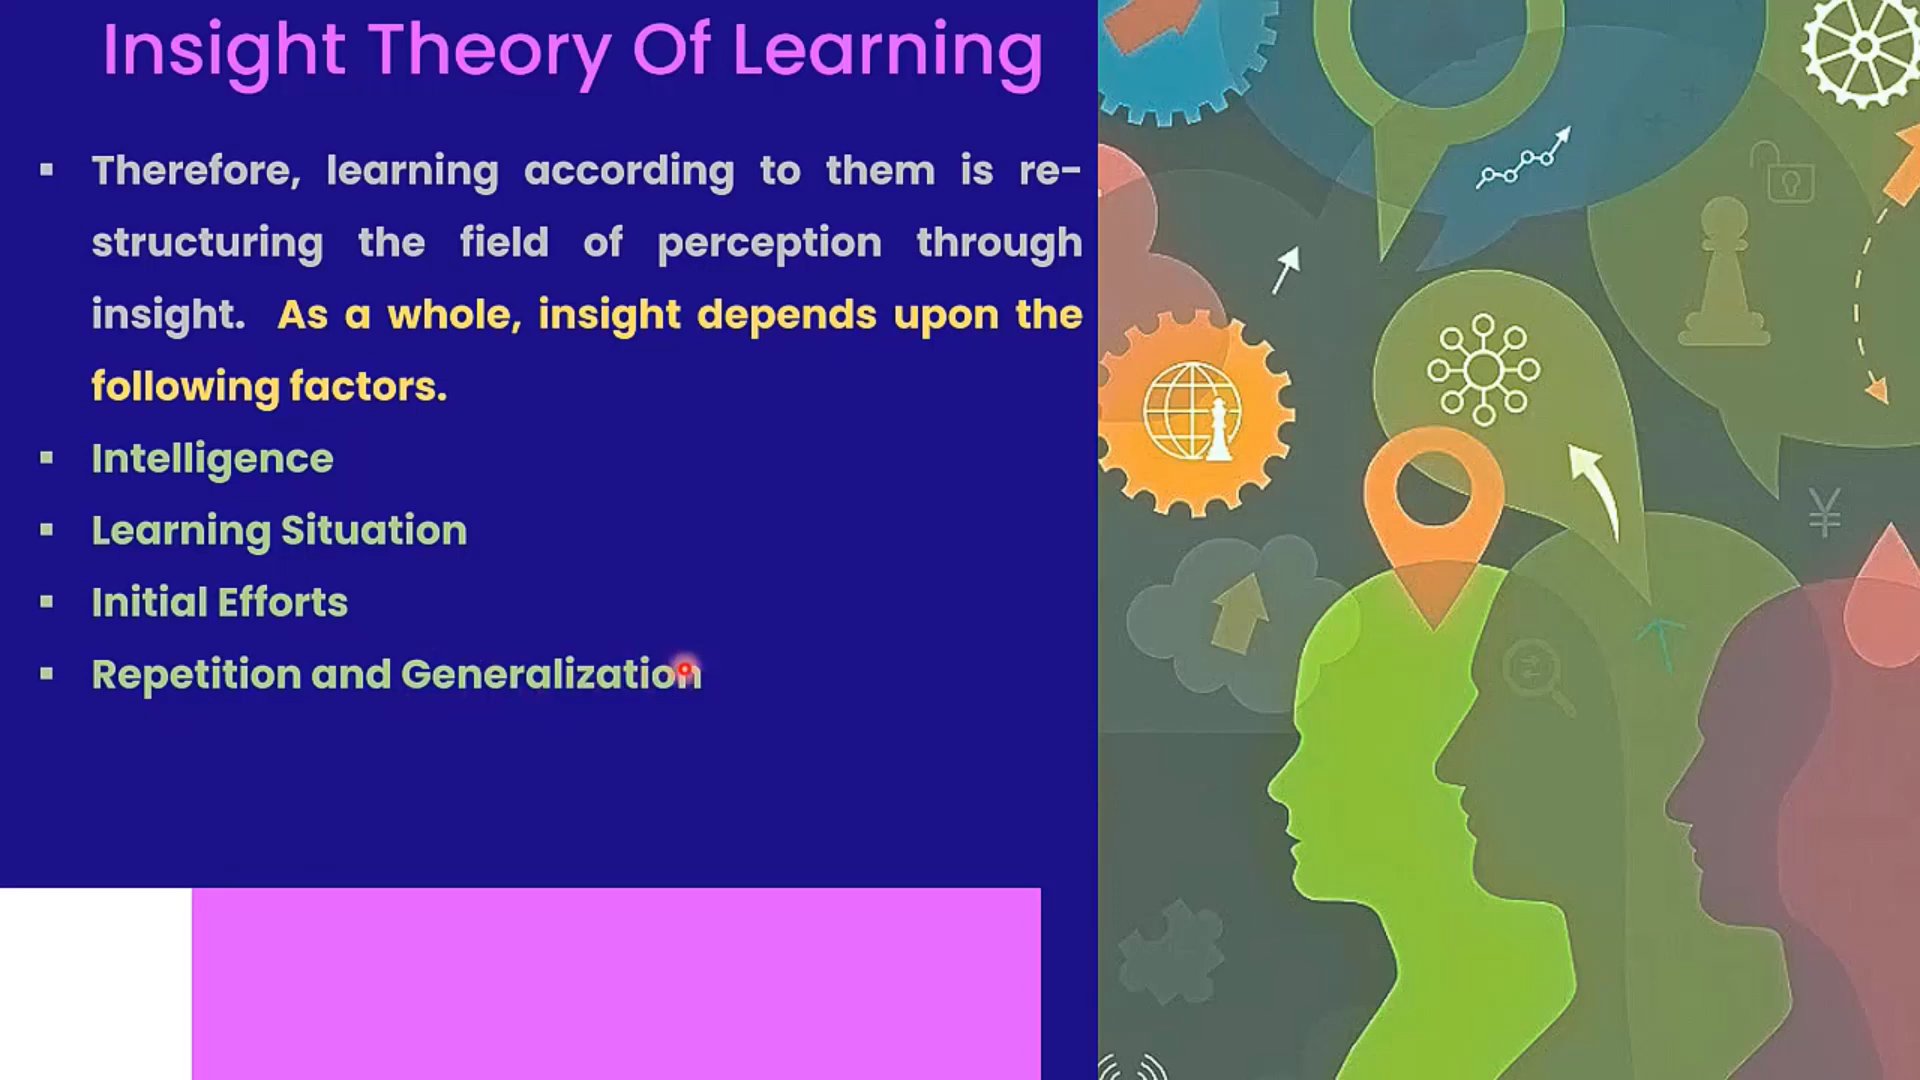 Insight Theory Of Learning
▪ Therefore, learning according to them is re-
structuring the field of perception through
insight. As a whole, insight depends upon the
following factors.
▪ Intelligence
▪ Learning Situation
▪ Initial Efforts
▪ Repetition and Generalization
¥